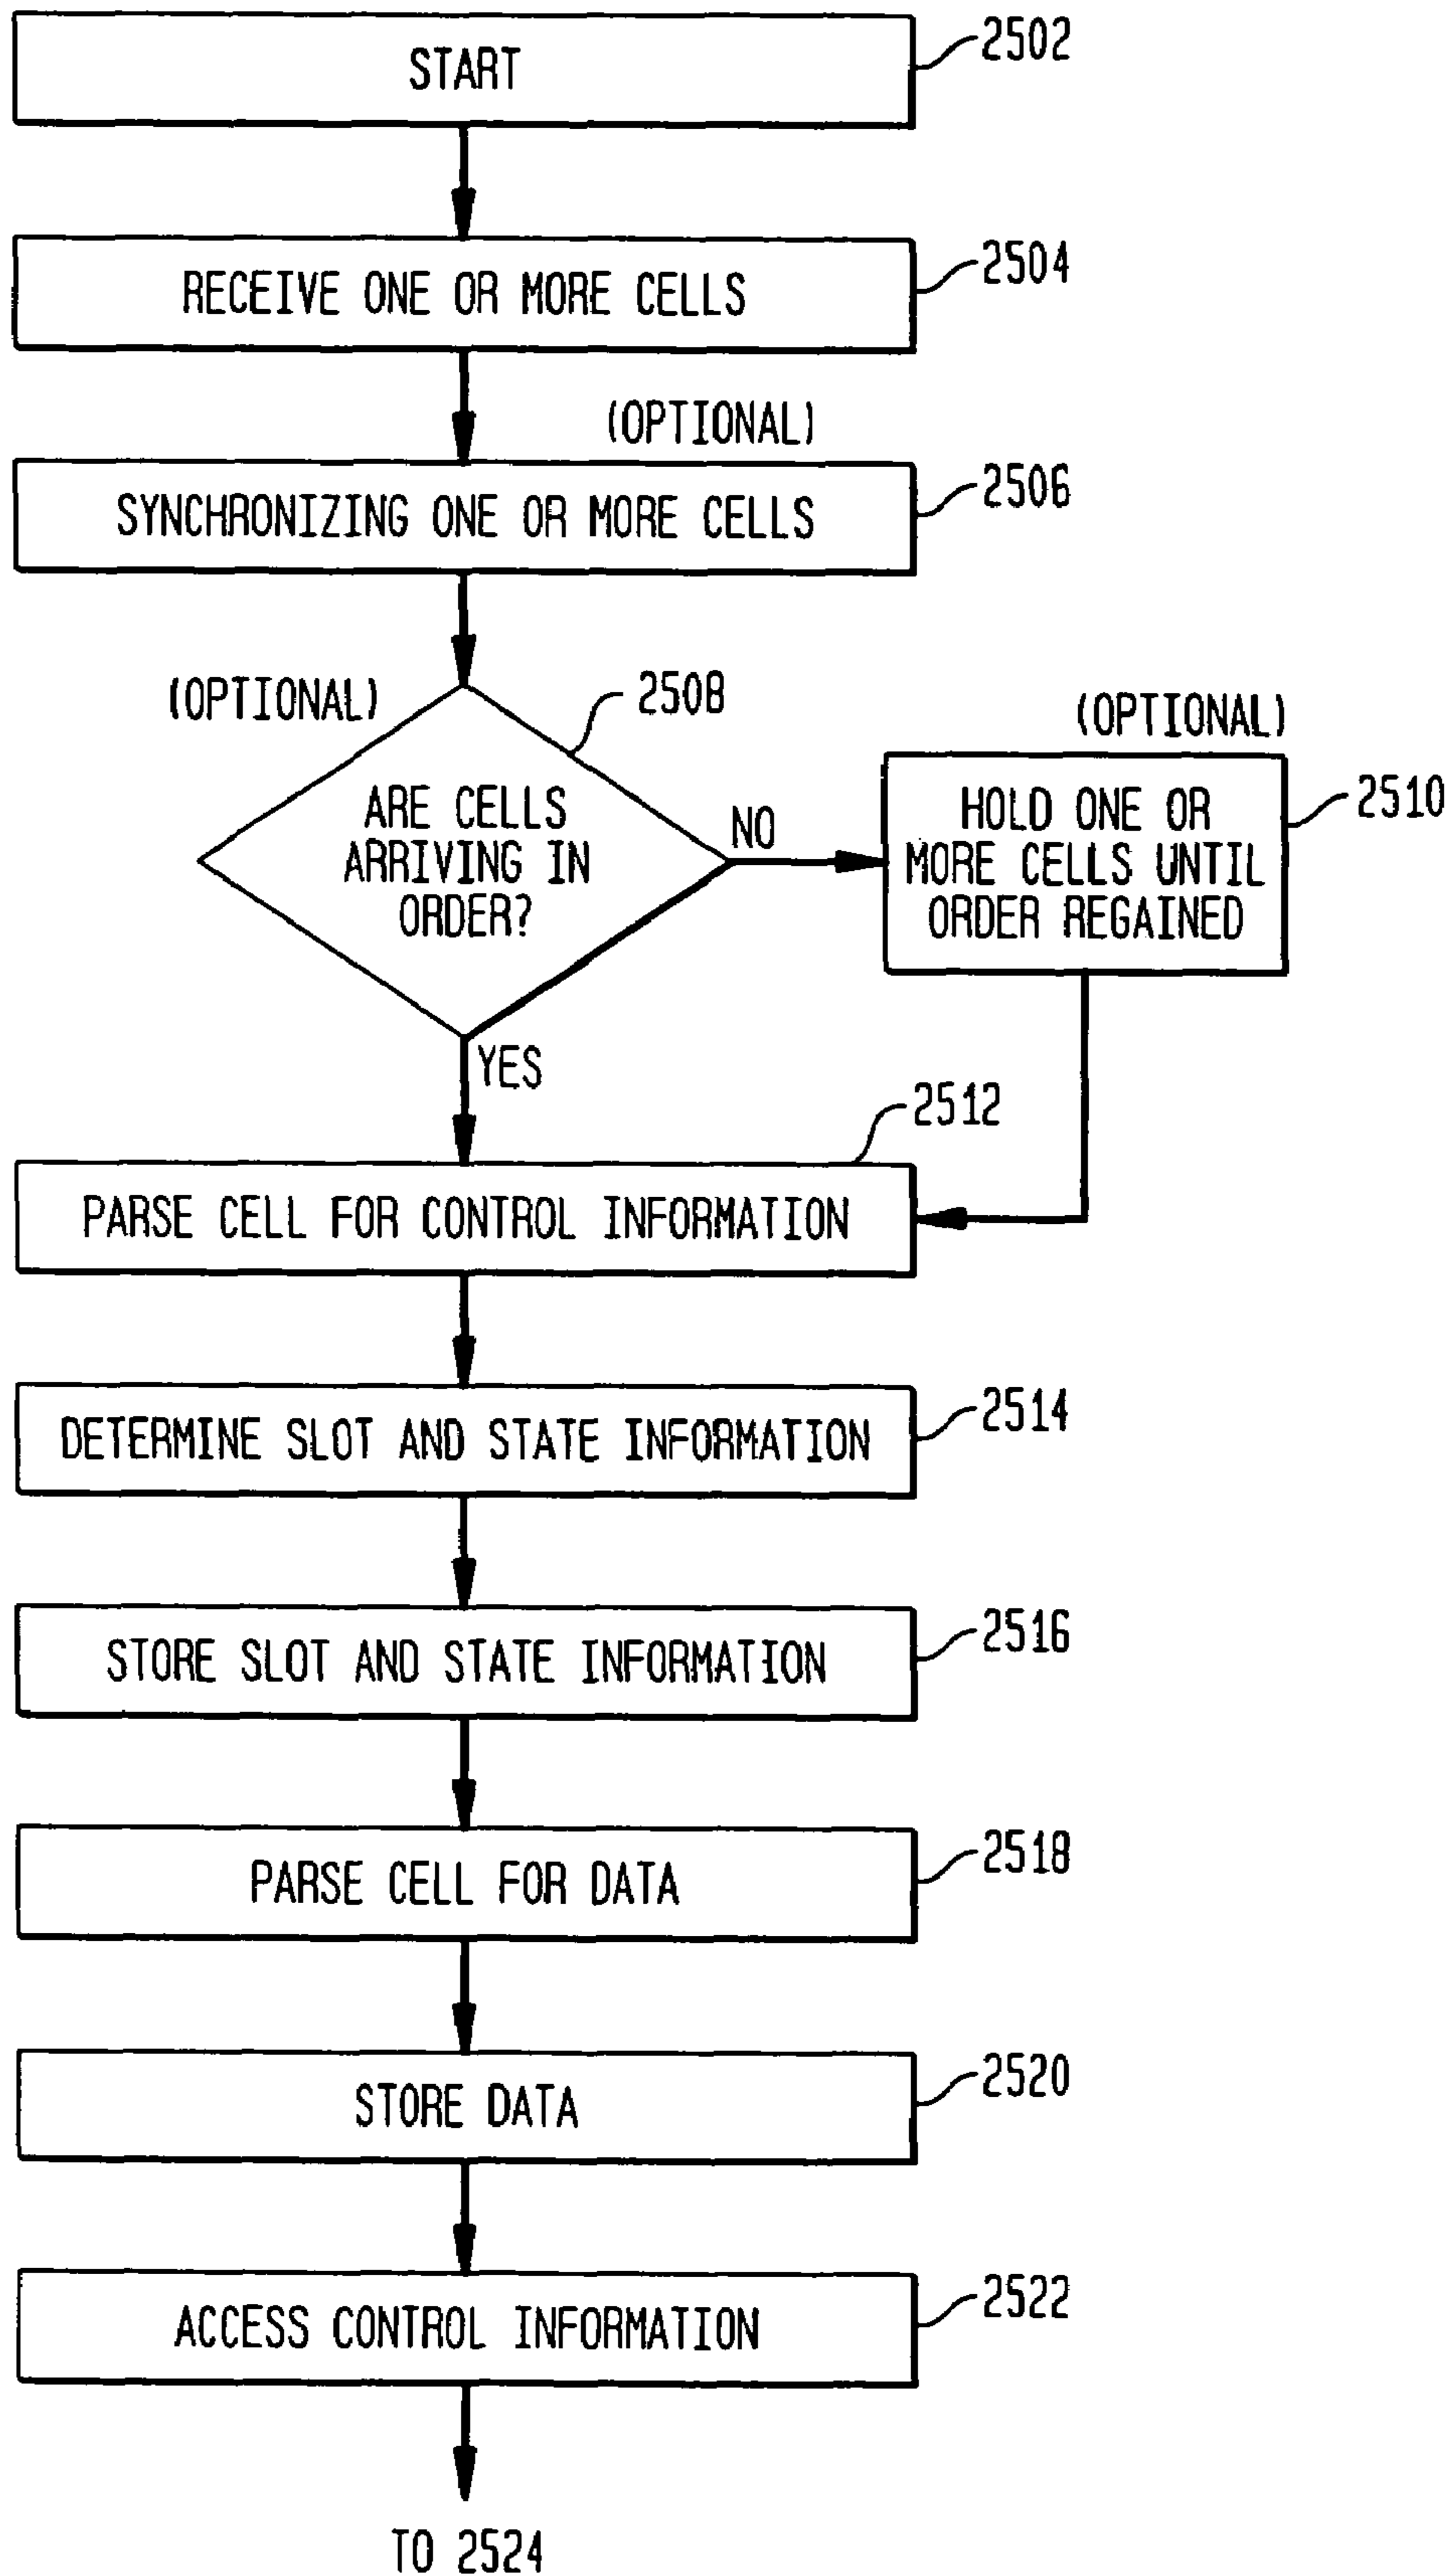 START
2502
RECEIVE ONE OR MORE CELLS
2504
(OPTIONAL)
SYNCHRONIZING ONE OR MORE CELLS
2506
(OPTIONAL)
2508
ARE CELLS
ARRIVING IN
ORDER?
NO
YES
(OPTIONAL)
HOLD ONE OR
MORE CELLS UNTIL
ORDER REGAINED
2510
2512
PARSE CELL FOR CONTROL INFORMATION
DETERMINE SLOT AND STATE INFORMATION
2514
STORE SLOT AND STATE INFORMATION
2516
PARSE CELL FOR DATA
2518
STORE DATA
2520
ACCESS CONTROL INFORMATION
2522
TO 2524